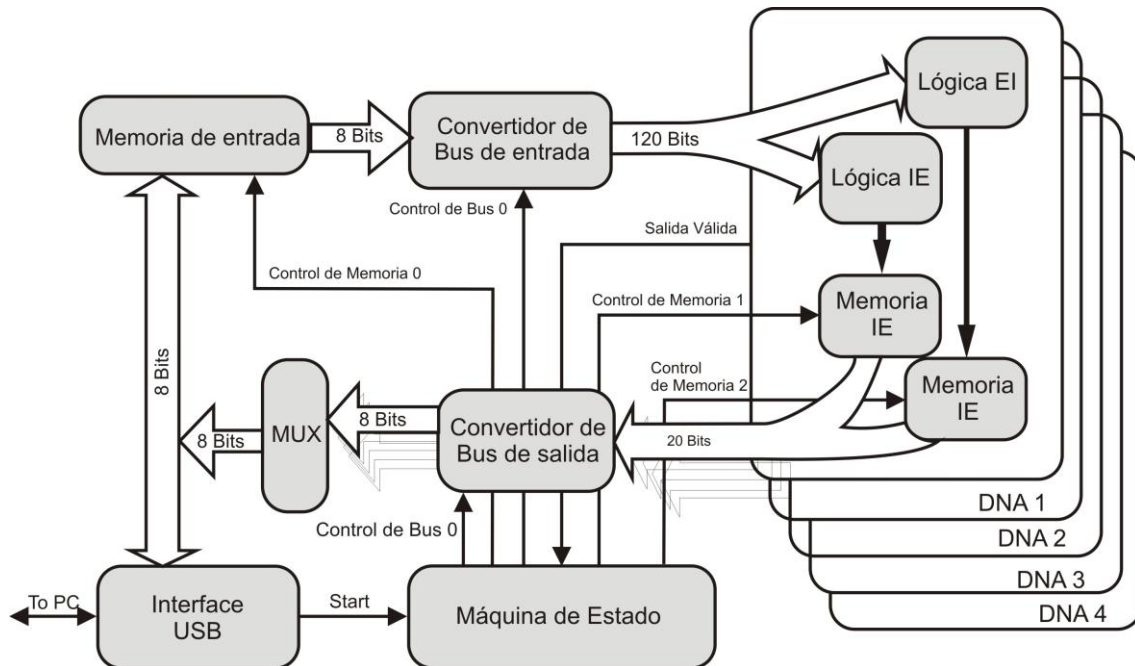 Lógica EI
Memoria de entrada
8 Bits
Convertidor de
Bus de entrada
120 Bits
Lógica IE
Control de Bus 0
Salida Válida
Control de Memoria 0
Control de Memoria 1
Memoria
IE
Control
de Memoria 2
Memoria
IE
8 Bits
8 Bits
MUX
8 Bits
Convertidor de
Bus de salida
20 Bits
Control de Bus 0
DNA 1
DNA 2
DNA 3
DNA 4
To PC
Interface
USB
Start
Máquina de Estado